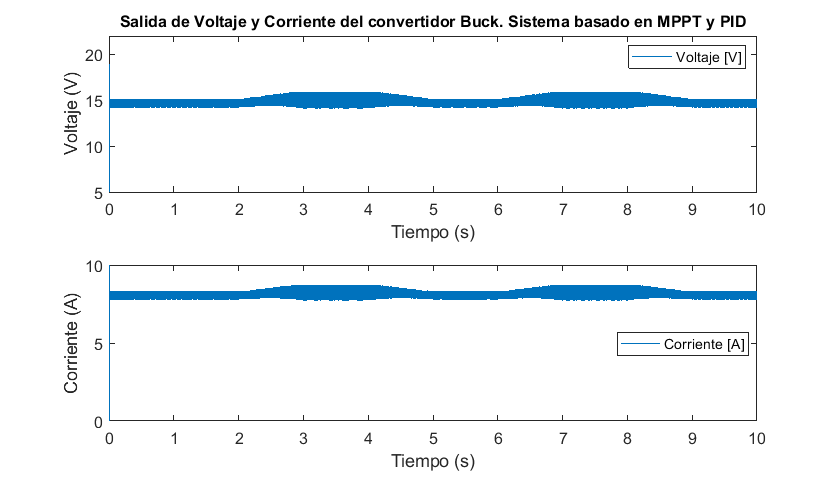 Salida de Voltaje y Corriente del convertidor Buck. Sistema basado en MPPT y PID
Voltaje (V)
20
15
10
5
Voltaje [V]
0 1 2 3 4 5 6 7 8 9 10
Tiempo (s)
Corriente (A)
10
5
0
Corriente [A]
0 1 2 3 4 5 6 7 8 9 10
Tiempo (s)